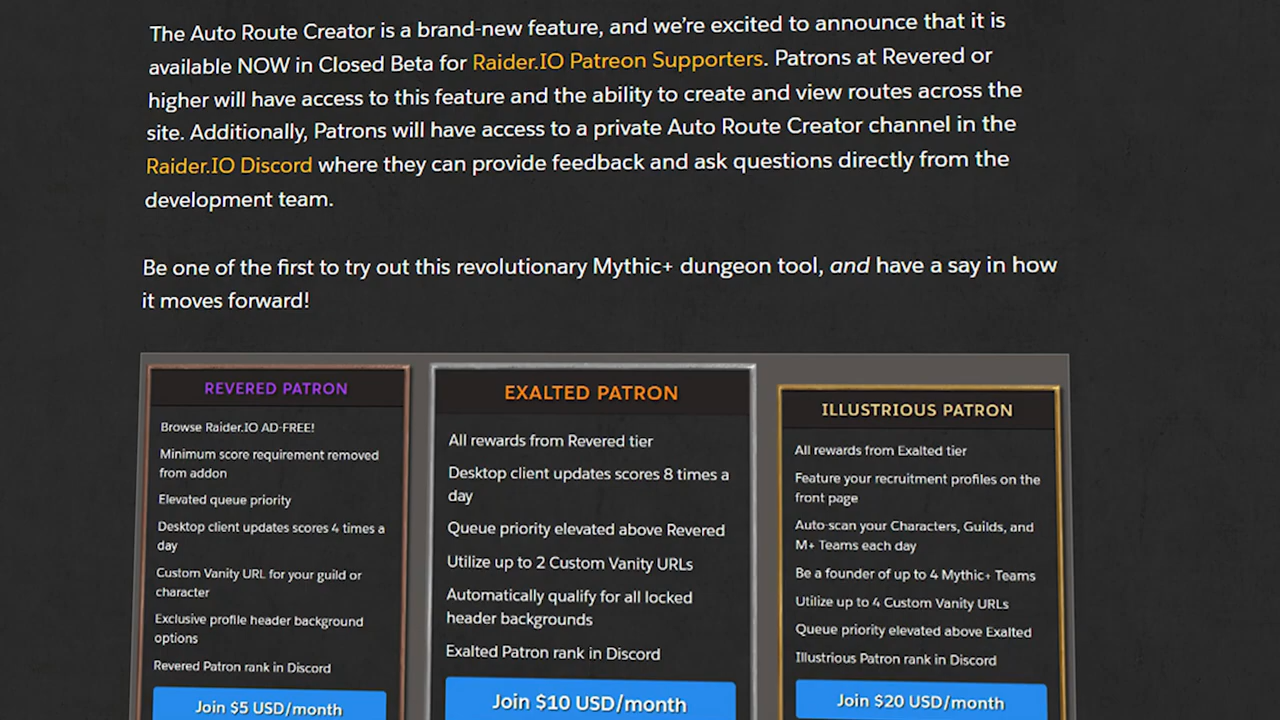 The Auto Route Creator is a brand-new feature, and we're excited to announce that it is
available NOW in Closed Beta for Raider.IO Patreon Supporters. Patrons at Revered or
higher will have access to this feature and the ability to create and view routes across the
site. Additionally, Patrons will have access to a private Auto Route Creator channel in the
Raider.IO Discord where they can provide feedback and ask questions directly from the
development team.
Be one of the first to try out this revolutionary Mythic+ dungeon tool, and have a say in how
it moves forward!
REVERED PATRON
Browse Raider.IO AD-FREE!
Minimum score requirement removed
from addon
Elevated queue priority
Desktop client updates scores 4 times a
day
Custom Vanity URL for your guild or
character
Exclusive profile header background
options
Revered Patron rank in Discord
Join $5 USD/month
EXALTED PATRON
All rewards from Revered tier
Desktop client updates scores 8 times a
day
Queue priority elevated above Revered
Utilize up to 2 Custom Vanity URLs
Automatically qualify for all locked
header backgrounds
Exalted Patron rank in Discord
Join $10 USD/month
ILLUSTRIOUS PATRON
All rewards from Exalted tier
Feature your recruitment profiles on the
front page
Auto-scan your Characters, Guilds, and
M+ Teams each day
Be a founder of up to 4 Mythic+ Teams
Utilize up to 4 Custom Vanity URLs
Queue priority elevated above Exalted
Illustrious Patron rank in Discord
Join $20 USD/month